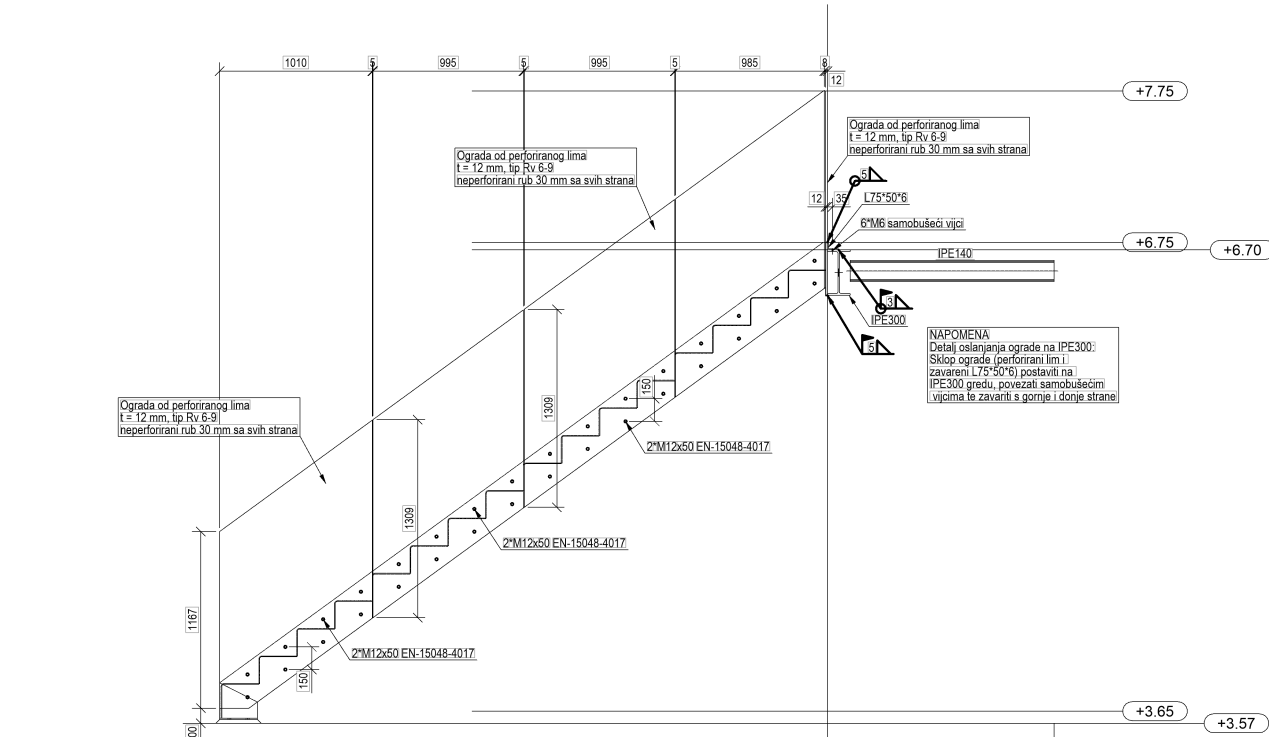 1010
5
995
5
995
5
985
8
12
+7.75
Ograda od perforiranog lima
t = 12 mm, tip Rv 6-9
neperforirani rub 30 mm sa svih strana
Ograda od perforiranog lima
t = 12 mm, tip Rv 6-9
neperforirani rub 30 mm sa svih strana
5
12
35
L75*50*6
6*M6 samobušeći vijci
+6.75
+6.70
IPE140
3
IPE300
5
NAPOMENA
Detalj oslanjanja ograde na IPE300:
Sklop ograde (perforirani lim i
zavareni L75*50*6) postaviti na
IPE300 gredu, povezati samobušećim
vijcima te zavariti s gornje i donje strane
150
1309
Ograda od perforiranog lima
t = 12 mm, tip Rv 6-9
neperforirani rub 30 mm sa svih strana
2*M12x50 EN-15048-4017
1309
2*M12x50 EN-15048-4017
1167
2*M12x50 EN-15048-4017
150
+3.65
+3.57